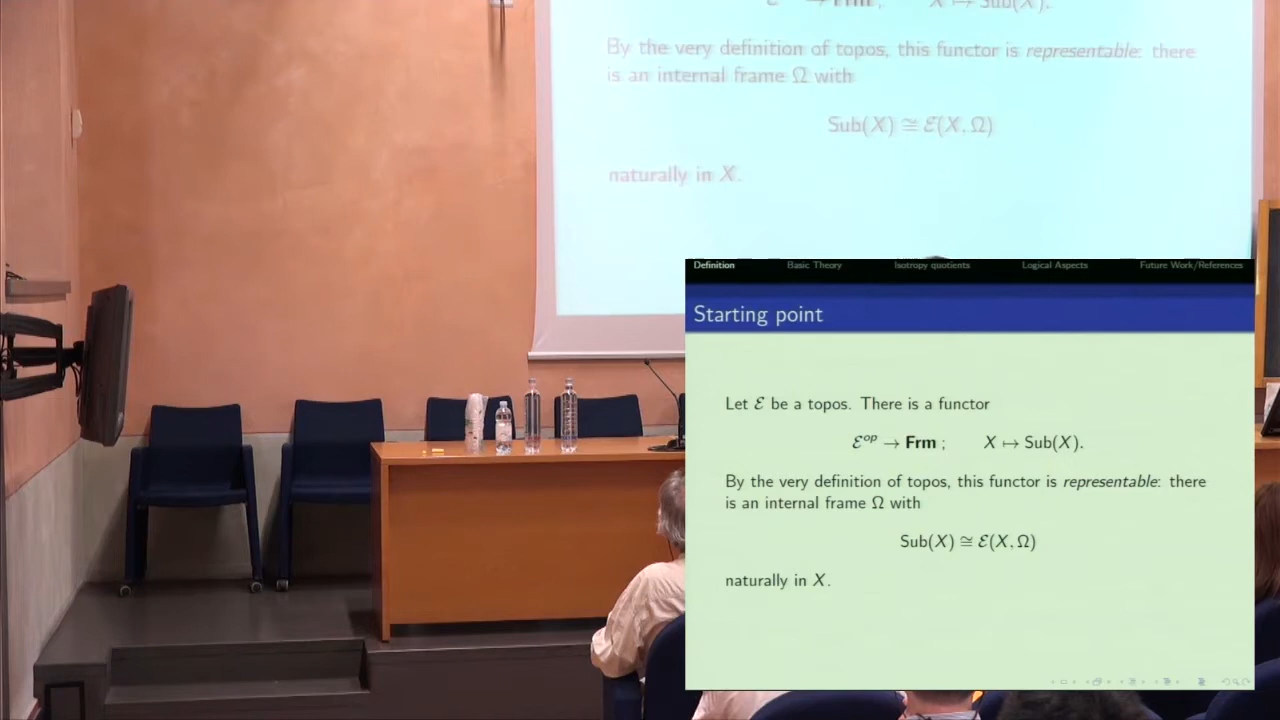 ℰ → Frm ; X ↦ Sub(X).
By the very definition of topos, this functor is representable: there
is an internal frame Ω with
Sub(X) ≅ ℰ(X, Ω)
naturally in X.
Definition Basic Theory Isotropy quotients Logical Aspects Future Work/References
Starting point
Let ℰ be a topos. There is a functor
ℰᵒᵖ → Frm ; X ↦ Sub(X).
By the very definition of topos, this functor is representable: there
is an internal frame Ω with
Sub(X) ≅ ℰ(X, Ω)
naturally in X.